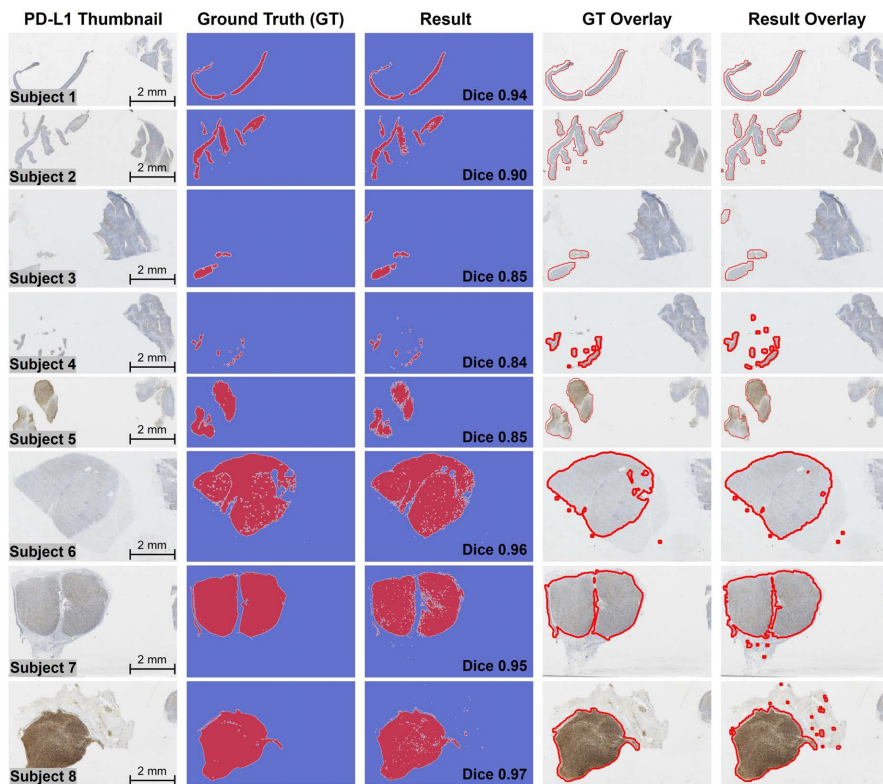 PD-L1 Thumbnail Ground Truth (GT) Result GT Overlay Result Overlay
Subject 1 2 mm Dice 0.94
Subject 2 2 mm Dice 0.90
Subject 3 2 mm Dice 0.85
Subject 4 2 mm Dice 0.84
Subject 5 2 mm Dice 0.85
Subject 6 2 mm Dice 0.96
Subject 7 2 mm Dice 0.95
Subject 8 2 mm Dice 0.97